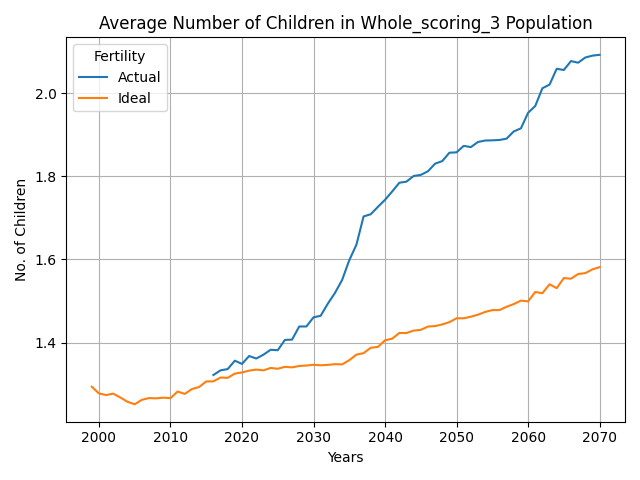 Average Number of Children in Whole_scoring_3 Population
Fertility
Actual
Ideal
No. of Children
2.0
1.8
1.6
1.4
2000 2010 2020 2030 2040 2050 2060 2070
Years